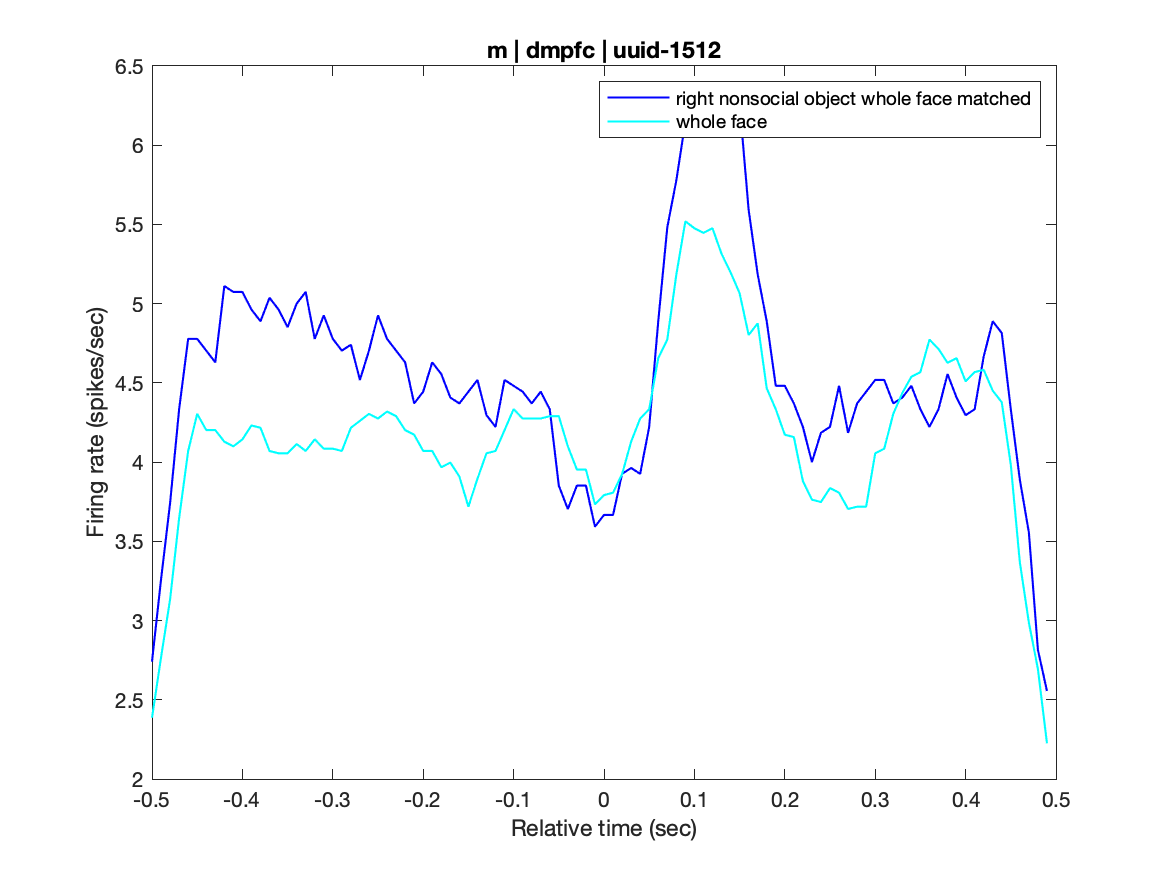 m | dmpfc | uuid-1512
right nonsocial object whole face matched
whole face
6.5
6
5.5
5
4.5
4
3.5
3
2.5
2
Firing rate (spikes/sec)
-0.5 -0.4 -0.3 -0.2 -0.1 0 0.1 0.2 0.3 0.4 0.5
Relative time (sec)